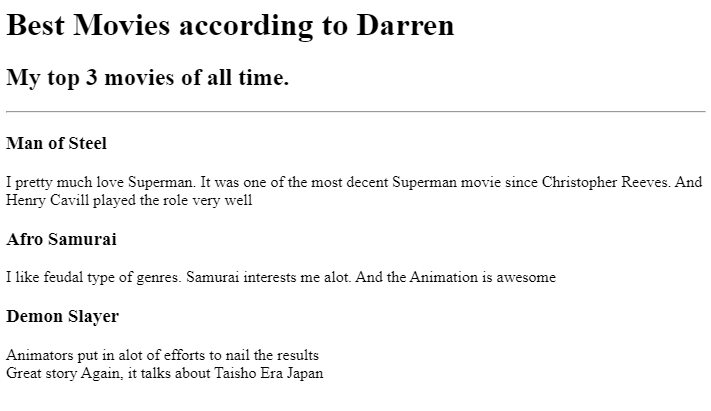 Best Movies according to Darren
My top 3 movies of all time.
Man of Steel
I pretty much love Superman. It was one of the most decent Superman movie since Christopher Reeves. And
Henry Cavill played the role very well
Afro Samurai
I like feudal type of genres. Samurai interests me alot. And the Animation is awesome
Demon Slayer
Animators put in alot of efforts to nail the results
Great story Again, it talks about Taisho Era Japan